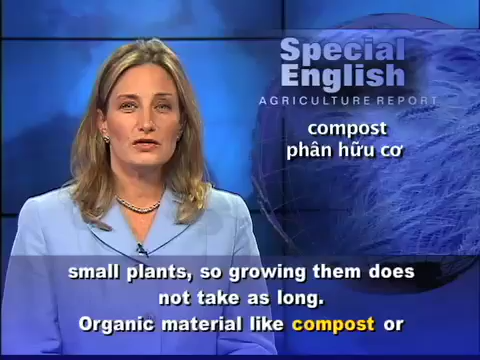 Special
English
AGRICULTURE REPORT
compost
phân hữu cơ
small plants, so growing them does
not take as long.
Organic material like compost or